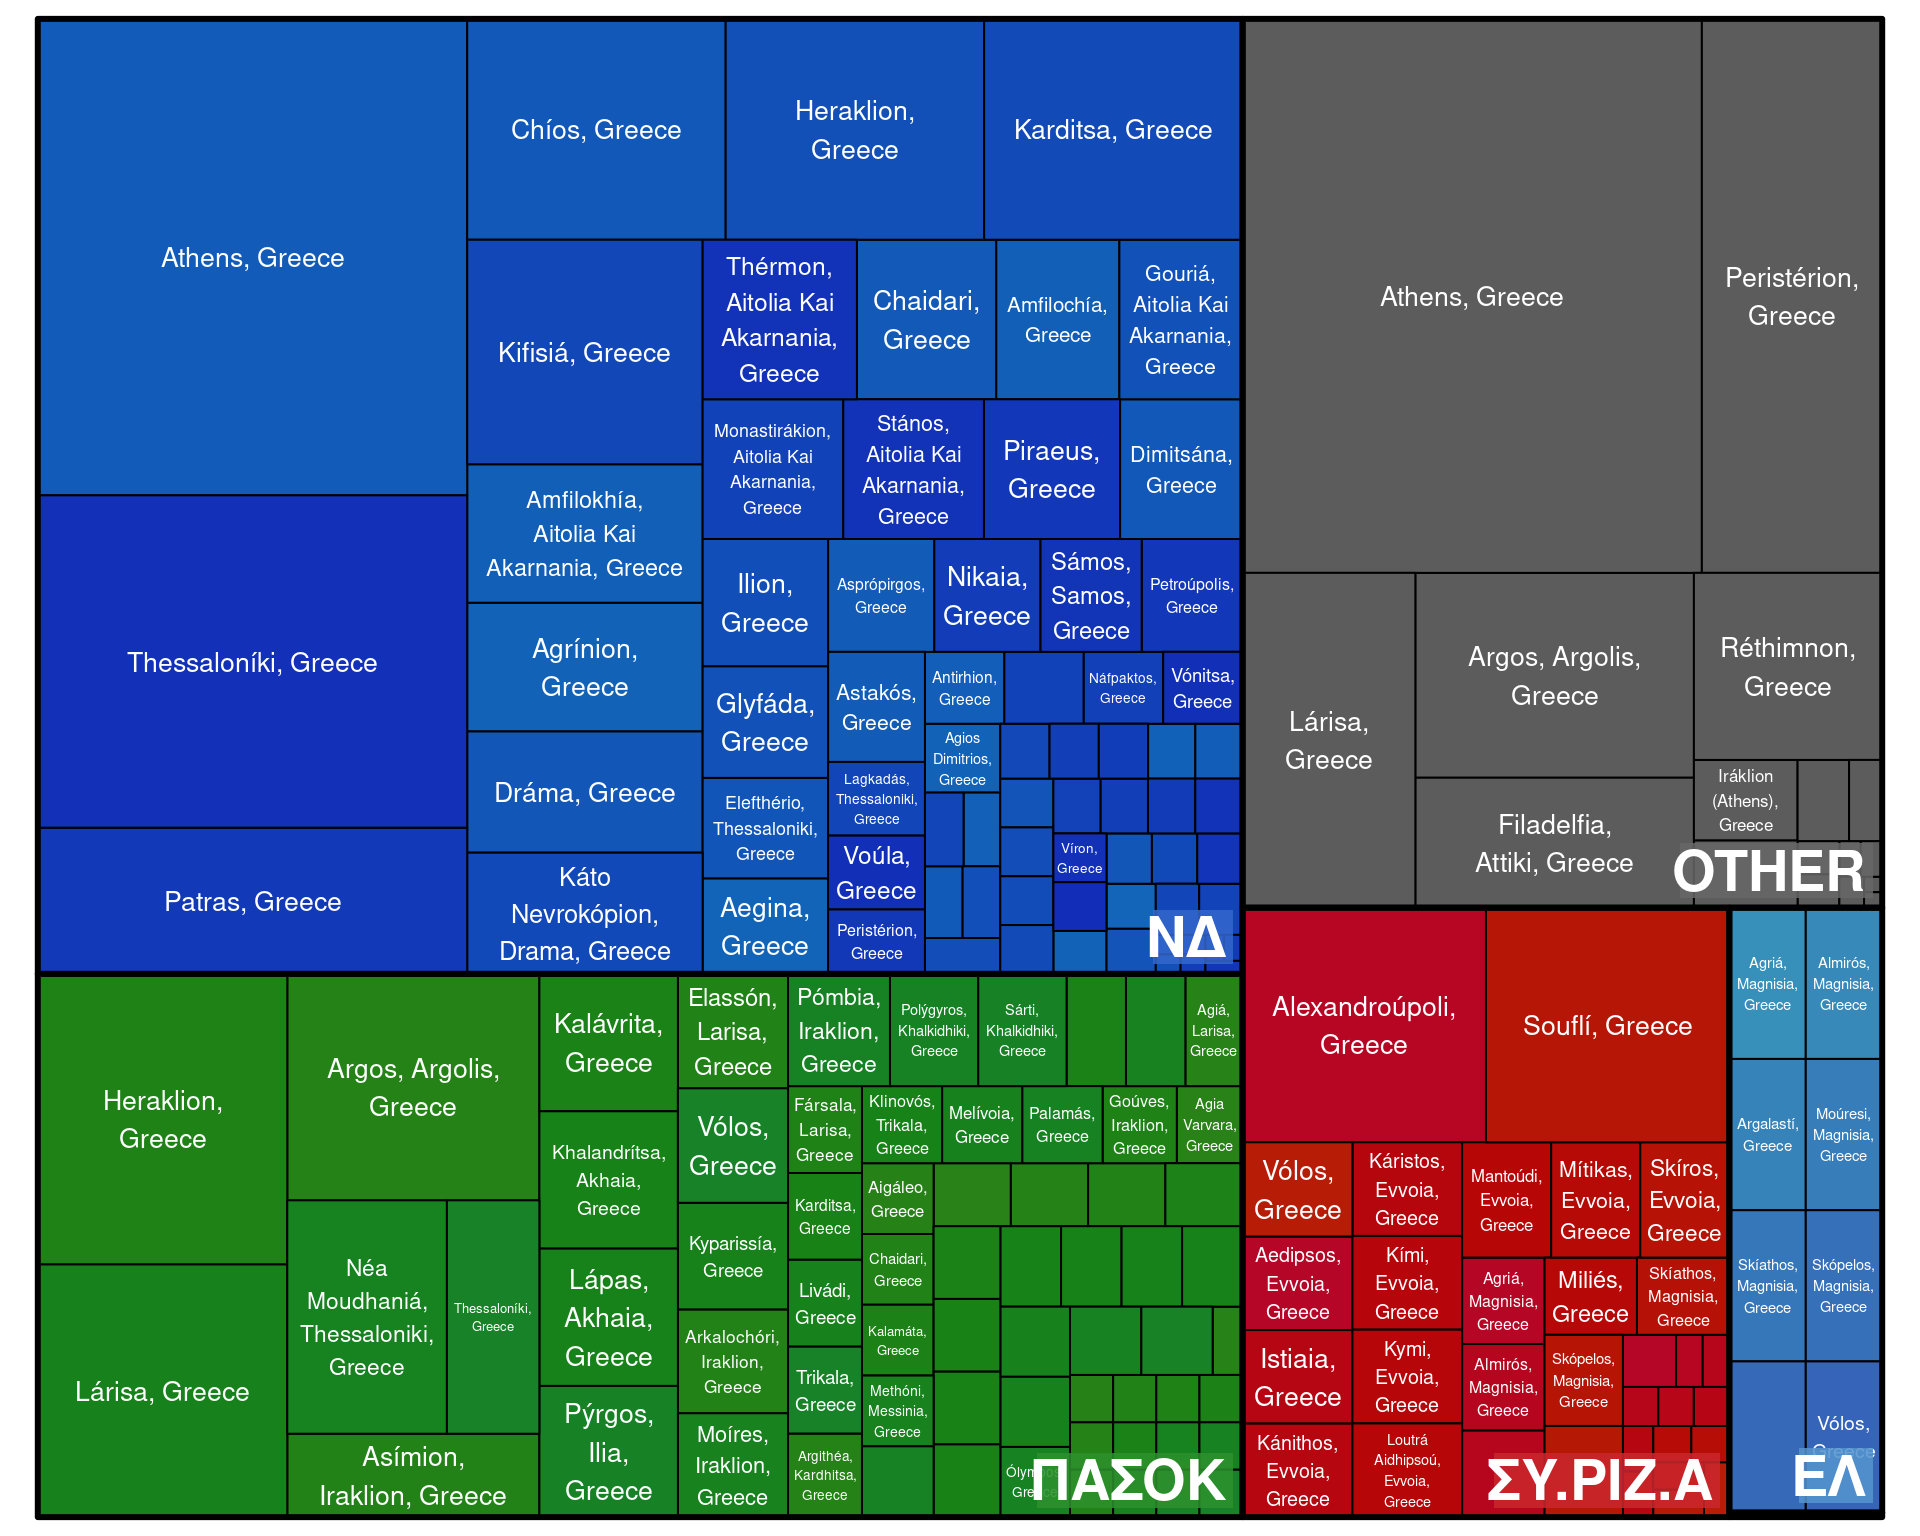 Athens, Greece
Thessaloníki, Greece
Patras, Greece
Chíos, Greece
Heraklion,
Greece
Karditsa, Greece
Kifisiá, Greece
Amfilokhía,
Aitolia Kai
Akarnania, Greece
Agrínion,
Greece
Dráma, Greece
Káto
Nevrokópion,
Drama, Greece
Thérmon,
Aitolia Kai
Akarnania,
Greece
Chaidari,
Greece
Amfilochía,
Greece
Gouriá,
Aitolia Kai
Akarnania,
Greece
Monastirákion,
Aitolia Kai
Akarnania,
Greece
Stános,
Aitolia Kai
Akarnania,
Greece
Piraeus,
Greece
Dimitsána,
Greece
Ilion,
Greece
Glyfáda,
Greece
Elefthério,
Thessaloniki,
Greece
Aegina,
Greece
Asprópirgos,
Greece
Nikaia,
Greece
Sámos,
Samos,
Greece
Petroúpolis,
Greece
Astakós,
Greece
Lagkadás,
Thessaloniki,
Greece
Voúla,
Greece
Peristérion,
Greece
Antirhion,
Greece
Náfpaktos,
Greece
Vónitsa,
Greece
Agios
Dimitrios,
Greece
Víron,
Greece
ΝΔ
Athens, Greece
Peristérion,
Greece
Lárisa,
Greece
Argos, Argolis,
Greece
Filadelfia,
Attiki, Greece
Réthimnon,
Greece
Iráklion
(Athens),
Greece
OTHER
Heraklion,
Greece
Lárisa, Greece
Argos, Argolis,
Greece
Néa
Moudhaniá,
Thessaloniki,
Greece
Thessaloníki,
Greece
Asímion,
Iraklion, Greece
Kalávrita,
Greece
Khalandrítsa,
Akhaia,
Greece
Lápas,
Akhaia,
Greece
Pýrgos,
Ilia,
Greece
Elassón,
Larisa,
Greece
Vólos,
Greece
Kyparissía,
Greece
Arkalochóri,
Iraklion,
Greece
Moíres,
Iraklion,
Greece
Pómbia,
Iraklion,
Greece
Polýgyros,
Khalkidhiki,
Greece
Sárti,
Khalkidhiki,
Greece
Agiá,
Larisa,
Greece
Fársala,
Larisa,
Greece
Karditsa,
Greece
Livádi,
Greece
Trikala,
Greece
Argithéa,
Kardhitsa,
Greece
Klinovós,
Trikala,
Greece
Melívoia,
Greece
Palamás,
Greece
Goúves,
Iraklion,
Greece
Agia
Varvara,
Greece
Aigáleo,
Greece
Chaidari,
Greece
Kalamáta,
Greece
Methóni,
Messinia,
Greece
ΠΑΣΟΚ
Alexandroúpoli,
Greece
Souflí, Greece
Vólos,
Greece
Aedipsos,
Evvoia,
Greece
Istiaia,
Greece
Kánithos,
Evvoia,
Greece
Káristos,
Evvoia,
Greece
Kími,
Evvoia,
Greece
Kymi,
Evvoia,
Greece
Loutrá
Aidhipsoú,
Evvoia,
Greece
Mantoúdi,
Evvoia,
Greece
Mítikas,
Evvoia,
Greece
Skíros,
Evvoia,
Greece
Agriá,
Magnisia,
Greece
Almirós,
Magnisia,
Greece
Miliés,
Greece
Skíathos,
Magnisia,
Greece
Skópelos,
Magnisia,
Greece
ΣΥ.ΡΙΖ.Α
Agriá,
Magnisia,
Greece
Almirós,
Magnisia,
Greece
Argalastí,
Greece
Moúresi,
Magnisia,
Greece
Skíathos,
Magnisia,
Greece
Skópelos,
Magnisia,
Greece
Vólos,
Greece
ΕΛ